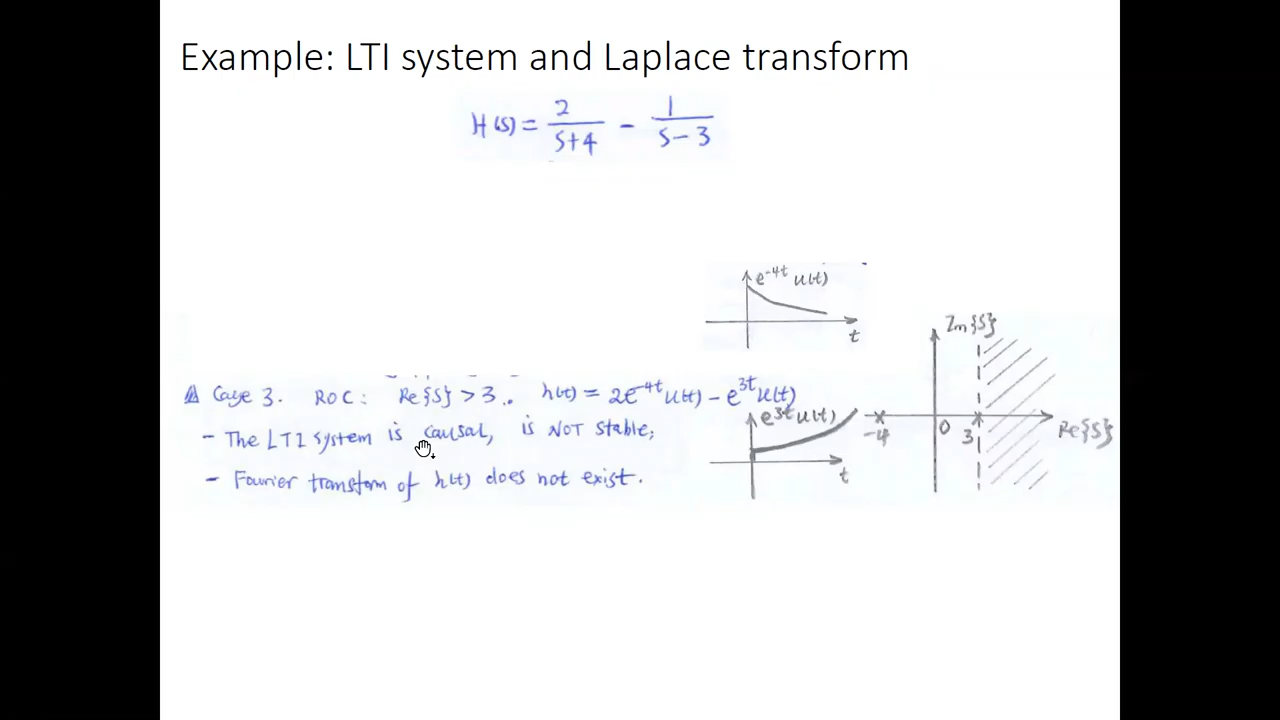 Example: LTI system and Laplace transform
H(s) = 2/(s+4) - 1/(s-3)
e^-4t u(t)
t
Im{s}
Case 3. ROC: Re{s} > 3. h(t) = 2e^-4t u(t) - e^3t u(t)
e^3t u(t)
-4 0 3 Re{s}
- The LTI system is causal, is NOT stable;
- Fourier transform of h(t) does not exist.
t